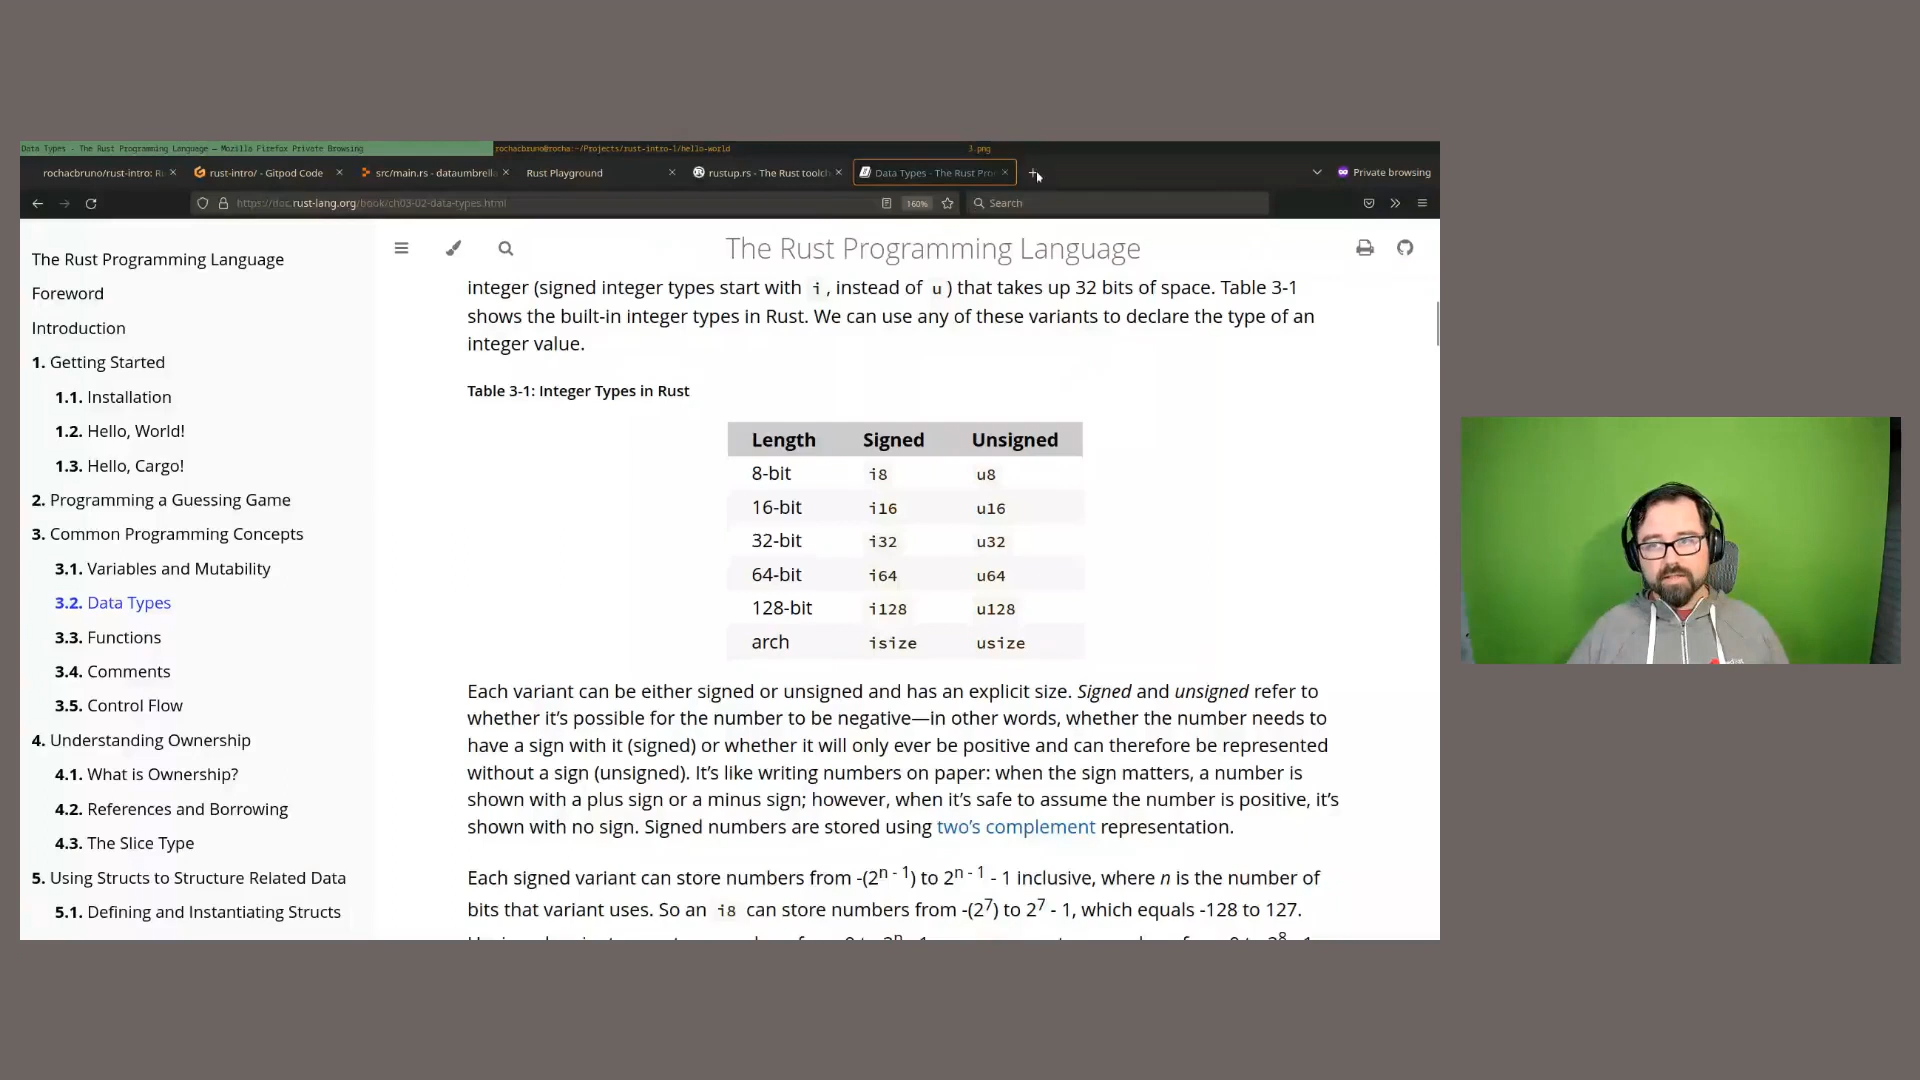 Data Types - The Rust Programming Language — Mozilla Firefox Private Browsing
rochacbruno@rocha:~/Projects/rust-intro-1/hello-world
3.png
rochacbruno/rust-intro: Ru
rust-intro/ - Gitpod Code
src/main.rs - dataumbrella
Rust Playground
rustup.rs - The Rust toolch
Data Types - The Rust Pro
Private browsing
https://doc.rust-lang.org/book/ch03-02-data-types.html
160%
Search
The Rust Programming Language
Foreword
Introduction
1. Getting Started
1.1. Installation
1.2. Hello, World!
1.3. Hello, Cargo!
2. Programming a Guessing Game
3. Common Programming Concepts
3.1. Variables and Mutability
3.2. Data Types
3.3. Functions
3.4. Comments
3.5. Control Flow
4. Understanding Ownership
4.1. What is Ownership?
4.2. References and Borrowing
4.3. The Slice Type
5. Using Structs to Structure Related Data
5.1. Defining and Instantiating Structs
The Rust Programming Language
integer (signed integer types start with i, instead of u) that takes up 32 bits of space. Table 3-1
shows the built-in integer types in Rust. We can use any of these variants to declare the type of an
integer value.
Table 3-1: Integer Types in Rust
Length Signed Unsigned
8-bit i8 u8
16-bit i16 u16
32-bit i32 u32
64-bit i64 u64
128-bit i128 u128
arch isize usize
Each variant can be either signed or unsigned and has an explicit size. Signed and unsigned refer to
whether it's possible for the number to be negative—in other words, whether the number needs to
have a sign with it (signed) or whether it will only ever be positive and can therefore be represented
without a sign (unsigned). It's like writing numbers on paper: when the sign matters, a number is
shown with a plus sign or a minus sign; however, when it's safe to assume the number is positive, it's
shown with no sign. Signed numbers are stored using two's complement representation.
Each signed variant can store numbers from -(2n - 1) to 2n - 1 - 1 inclusive, where n is the number of
bits that variant uses. So an i8 can store numbers from -(27) to 27 - 1, which equals -128 to 127.